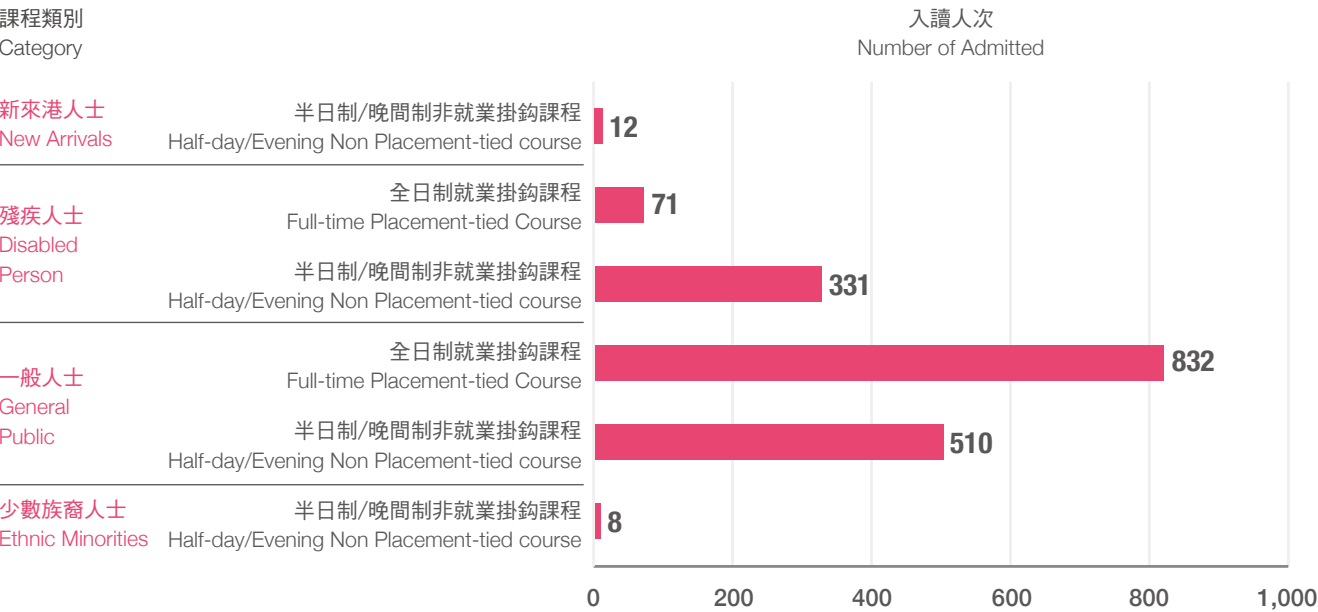 課程類別
Category
入讀人次
Number of Admitted
新來港人士
New Arrivals
半日制/晚間制非就業掛鈎課程
Half-day/Evening Non Placement-tied course
12
殘疾人士
Disabled
Person
全日制就業掛鈎課程
Full-time Placement-tied Course
71
半日制/晚間制非就業掛鈎課程
Half-day/Evening Non Placement-tied course
331
一般人士
General
Public
全日制就業掛鈎課程
Full-time Placement-tied Course
832
半日制/晚間制非就業掛鈎課程
Half-day/Evening Non Placement-tied course
510
少數族裔人士
Ethnic Minorities
半日制/晚間制非就業掛鈎課程
Half-day/Evening Non Placement-tied course
8
0 200 400 600 800 1,000